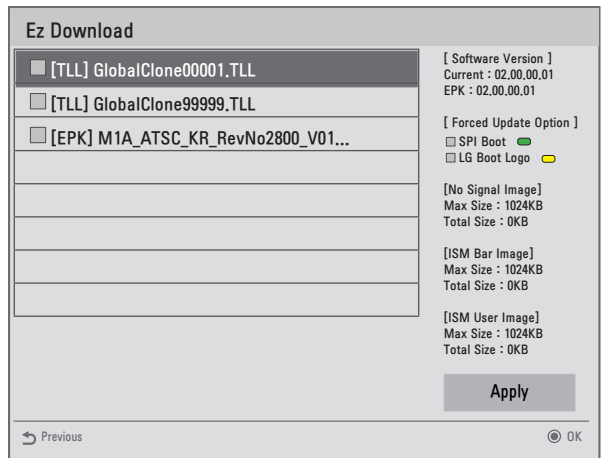 Ez Download
[TLL] GlobalClone00001.TLL
[TLL] GlobalClone99999.TLL
[EPK] M1A_ATSC_KR_RevNo2800_V01...
[ Software Version ]
Current : 02.00.00.01
EPK : 02.00.00.01
[ Forced Update Option ]
SPI Boot
LG Boot Logo
[No Signal Image]
Max Size : 1024KB
Total Size : 0KB
[ISM Bar Image]
Max Size : 1024KB
Total Size : 0KB
[ISM User Image]
Max Size : 1024KB
Total Size : 0KB
Apply
Previous
OK